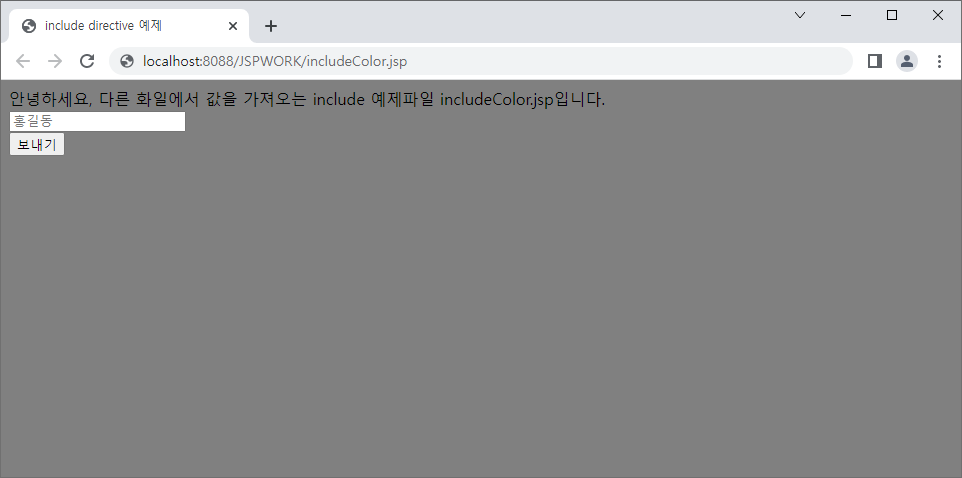 include directive 예제
localhost:8088/JSPWORK/includeColor.jsp
안녕하세요, 다른 화일에서 값을 가져오는 include 예제파일 includeColor.jsp입니다.
홍길동
보내기